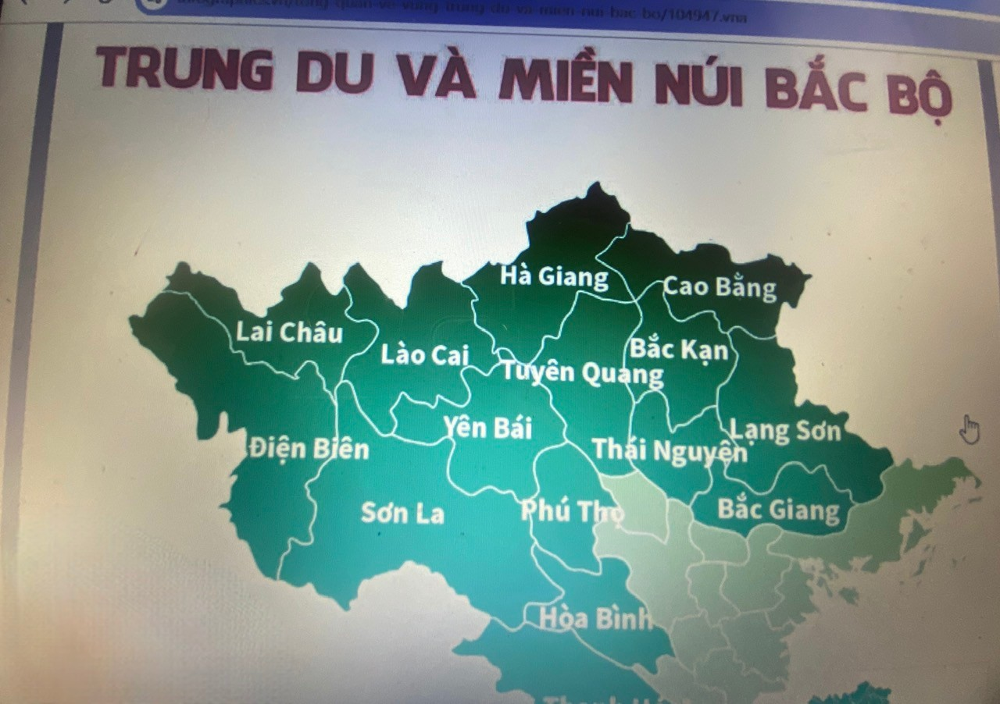 TRUNG DU VÀ MIỀN NÚI BẮC BỘ
Hà Giang
Cao Bằng
Lai Châu
Lào Cai
Bắc Kạn
Tuyên Quang
Yên Bái
Lạng Sơn
Điện Biên
Thái Nguyên
Sơn La
Phú Thọ
Bắc Giang
Hòa Bình